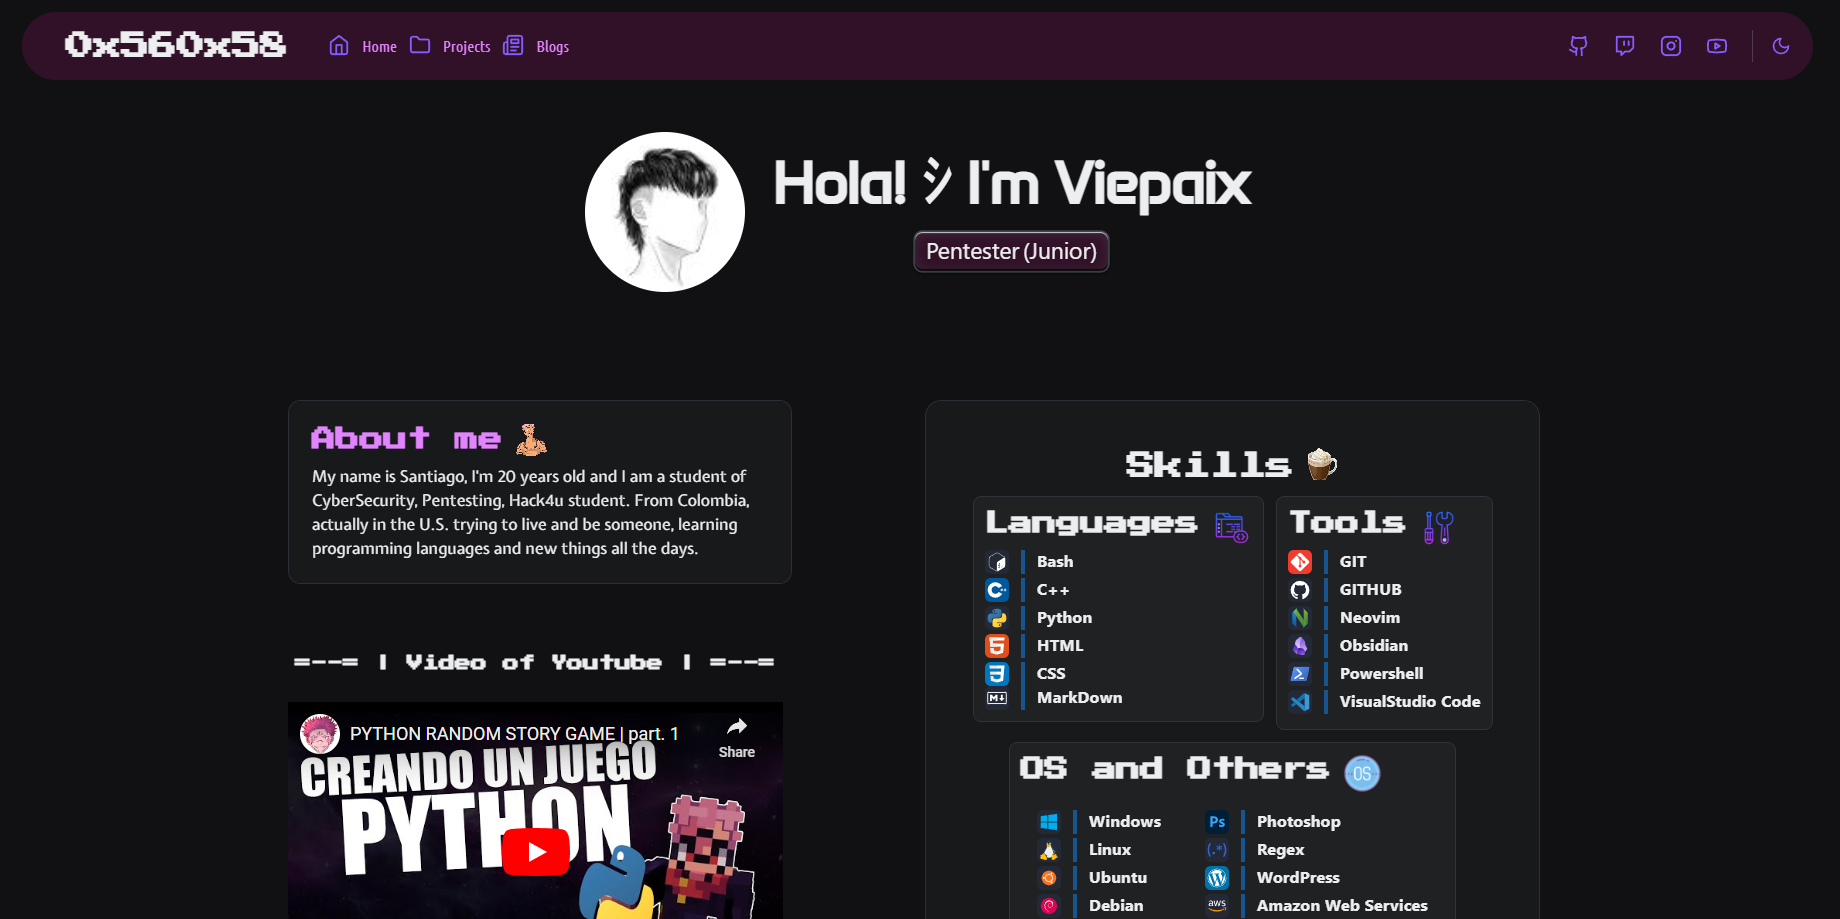 0x560x58
Home
Projects
Blogs
Hola! シ I'm Viepaix
Pentester (Junior)
About me
My name is Santiago, I'm 20 years old and I am a student of
CyberSecurity, Pentesting, Hack4u student. From Colombia,
actually in the U.S. trying to live and be someone, learning
programming languages and new things all the days.
=--= | Video of Youtube | =--=
PYTHON RANDOM STORY GAME | part. 1
Share
CREANDO UN JUEGO
PYTHON
Skills
Languages
Bash
C++
Python
HTML
CSS
MarkDown
Tools
GIT
GITHUB
Neovim
Obsidian
Powershell
VisualStudio Code
OS and Others
OS
Windows
Linux
Ubuntu
Debian
Ps
Photoshop
(.*)
Regex
WordPress
aws
Amazon Web Services